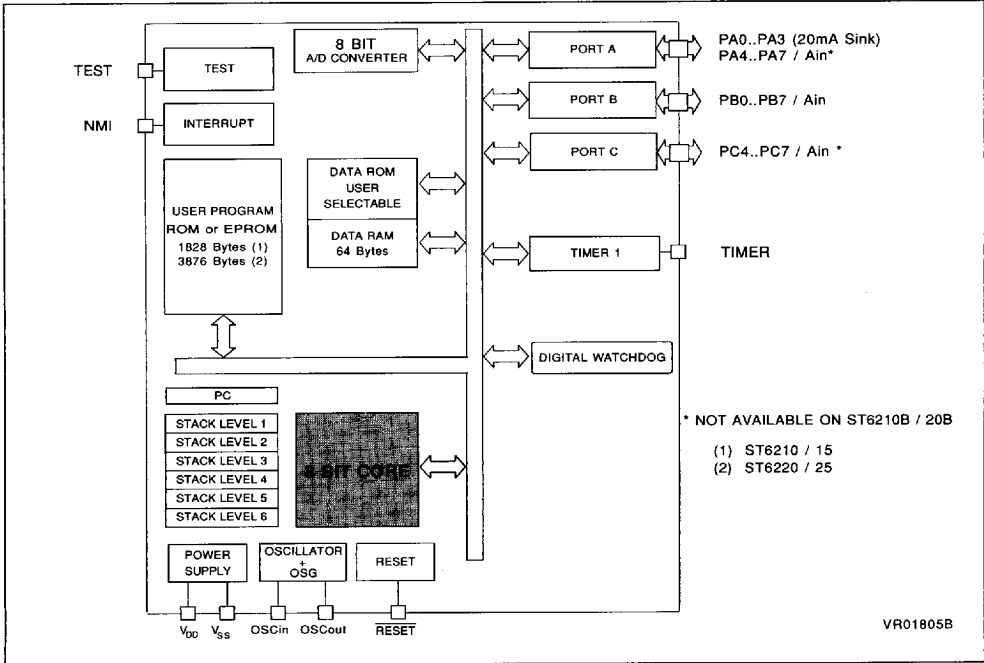 8 BIT
A/D CONVERTER
PORT A
PA0..PA3 (20mA Sink)
PA4..PA7 / Ain*
TEST
TEST
PORT B
PB0..PB7 / Ain
NMI
INTERRUPT
PORT C
PC4..PC7 / Ain *
DATA ROM
USER
SELECTABLE
USER PROGRAM
ROM or EPROM
1828 Bytes (1)
3876 Bytes (2)
DATA RAM
64 Bytes
TIMER 1
TIMER
DIGITAL WATCHDOG
PC
STACK LEVEL 1
STACK LEVEL 2
STACK LEVEL 3
STACK LEVEL 4
STACK LEVEL 5
STACK LEVEL 6
8 BIT CORE
* NOT AVAILABLE ON ST6210B / 20B
(1) ST6210 / 15
(2) ST6220 / 25
POWER
SUPPLY
OSCILLATOR
+
OSG
RESET
VDD VSS OSCin OSCout RESET
VR01805B